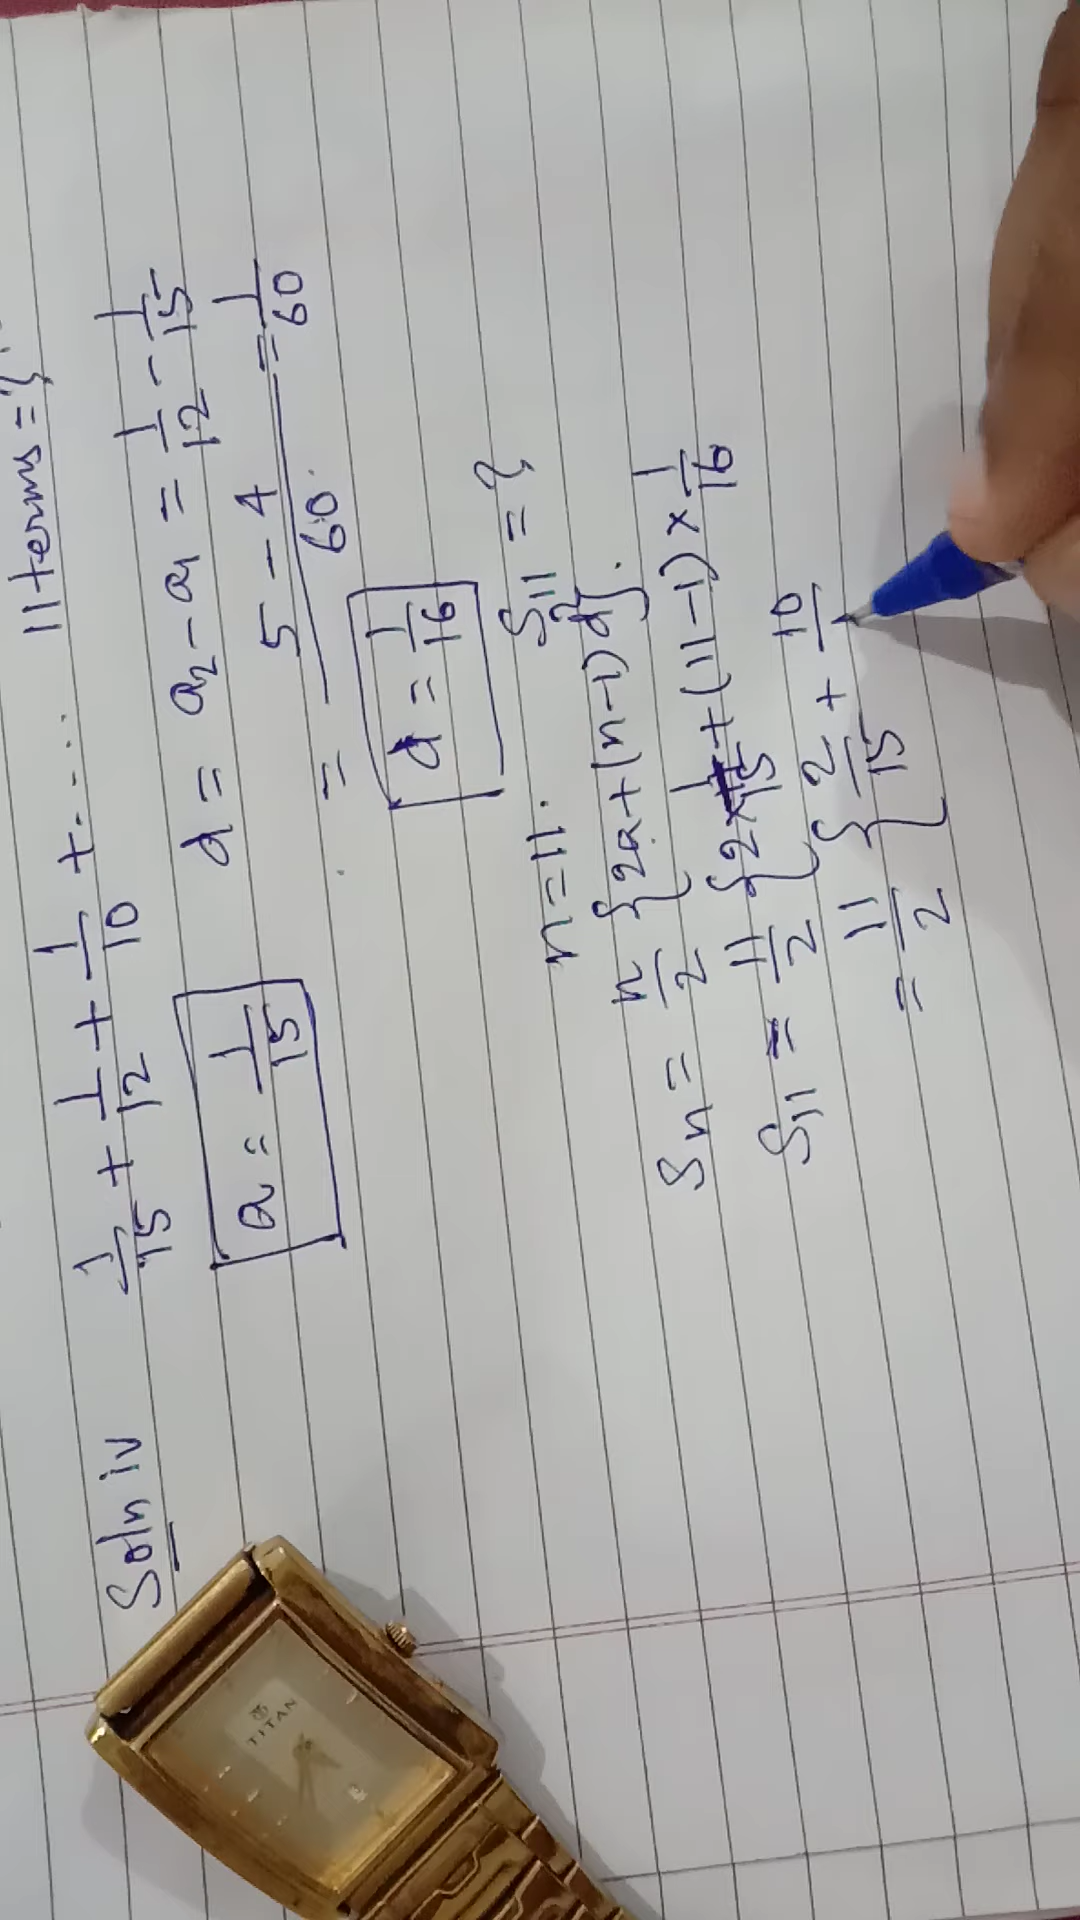 11 terms = ?
Soln iv
1/15 + 1/12 + 1/10 + ....
a = 1/15
d = a2 - a1 = 1/12 - 1/15
= 5 - 4/60 = 1/60
d = 1/16
n = 11. S11 = ?
Sn = n/2 {2a + (n-1)d}.
S11 = 11/2 {2 x 1/15 + (11-1) x 1/16
= 11/2 { 2/15 + 10/1
TITAN